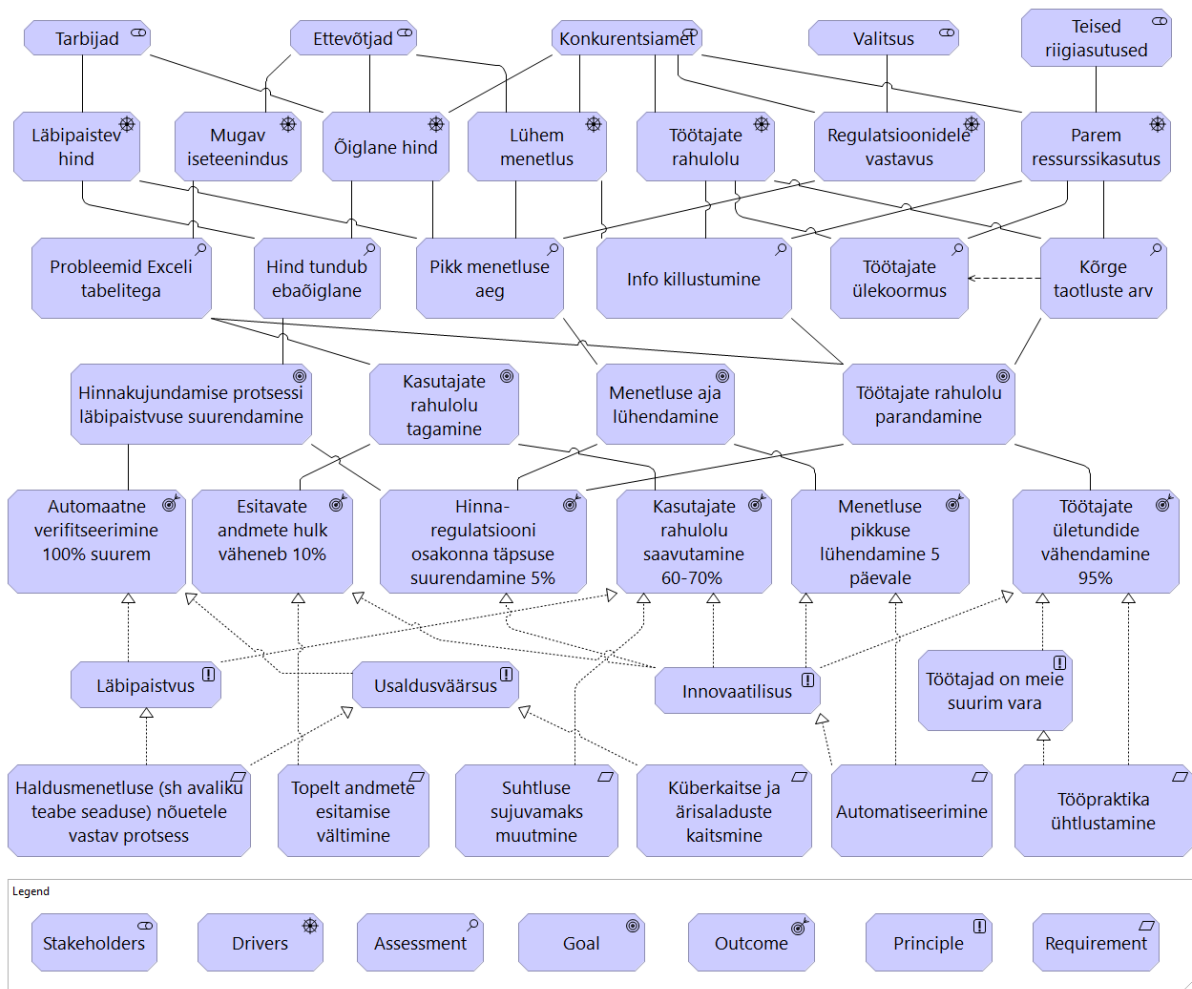 Tarbijad
Ettevõtjad
Konkurentsiamet
Valitsus
Teised
riigiasutused
Läbipaistev
hind
Mugav
iseteenindus
Õiglane hind
Lühem
menetlus
Töötajate
rahulolu
Regulatsioonidele
vastavus
Parem
ressurssikasutus
Probleemid Exceli
tabelitega
Hind tundub
ebaõiglane
Pikk menetluse
aeg
Info killustumine
Töötajate
ülekoormus
Kõrge
taotluste arv
Hinnakujundamise protsessi
läbipaistvuse suurendamine
Kasutajate
rahulolu
tagamine
Menetluse aja
lühendamine
Töötajate rahulolu
parandamine
Automaatne
verifitseerimine
100% suurem
Esitavate
andmete hulk
väheneb 10%
Hinna-
regulatsiooni
osakonna täpsuse
suurendamine 5%
Kasutajate
rahulolu
saavutamine
60-70%
Menetluse
pikkuse
lühendamine 5
päevale
Töötajate
ületundide
vähendamine
95%
Läbipaistvus
Usaldusväärsus
Innovaatilisus
Töötajad on meie
suurim vara
Haldusmenetluse (sh avaliku
teabe seaduse) nõuetele
vastav protsess
Topelt andmete
esitamise
vältimine
Suhtluse
sujuvamaks
muutmine
Küberkaitse ja
ärisaladuste
kaitsmine
Automatiseerimine
Tööpraktika
ühtlustamine
Legend
Stakeholders
Drivers
Assessment
Goal
Outcome
Principle
Requirement